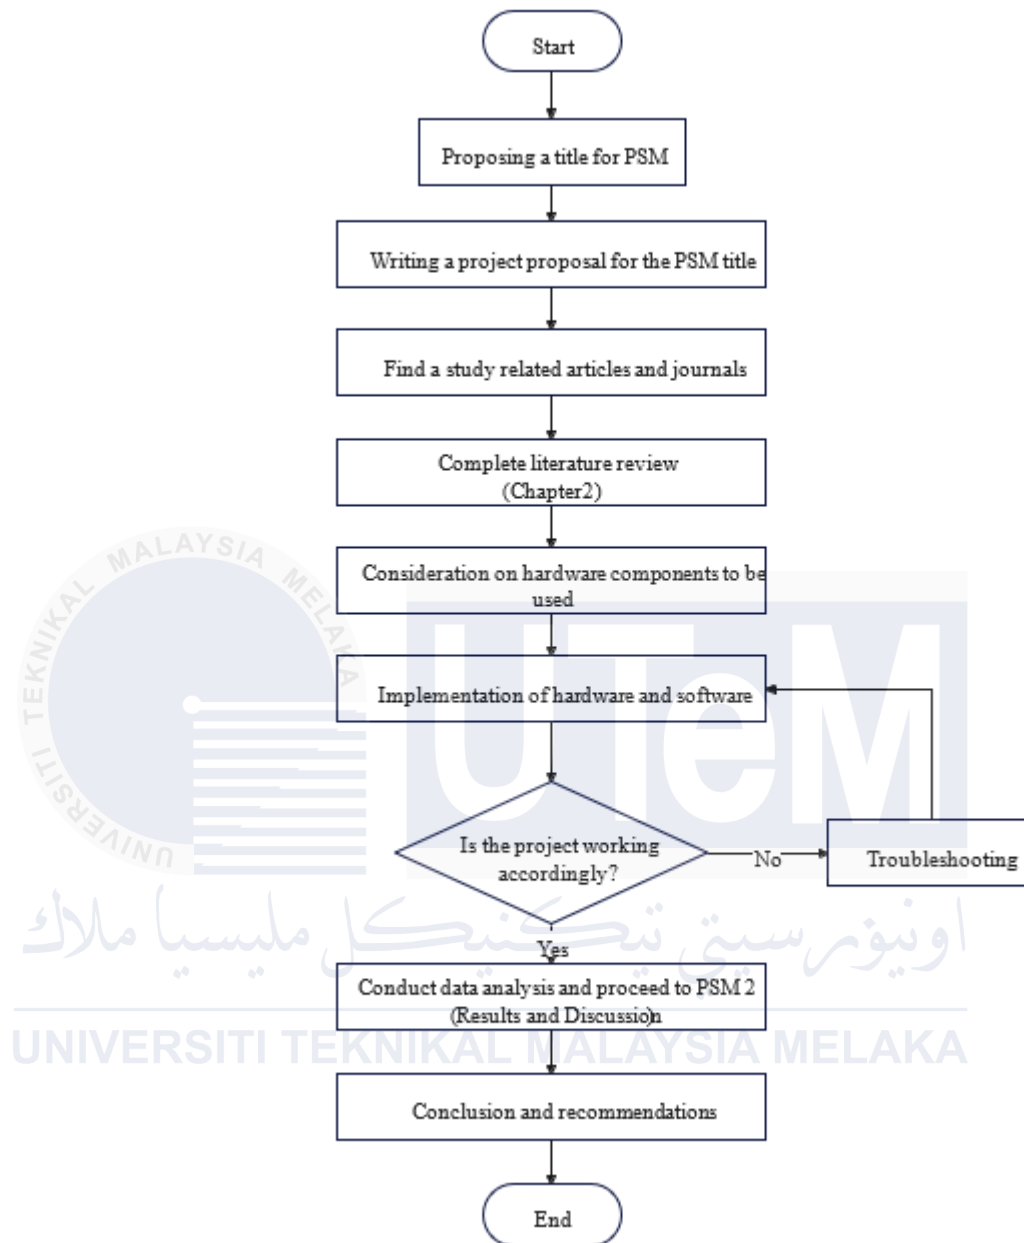 Start
Proposing a title for PSM
Writing a project proposal for the PSM title
Find a study related articles and journals
Complete literature review
(Chapter2)
Consideration on hardware components to be
used
Implementation of hardware and software
Is the project working
accordingly?
No
Troubleshooting
Yes
Conduct data analysis and proceed to PSM 2
(Results and Discussion)
Conclusion and recommendations
End
UNIVERSITI TEKNIKAL MALAYSIA MELAKA
UTeM
اونيۏرسيتي تيكنيكل مليسيا ملاك
UNIVERSITI TEKNIKAL MALAYSIA MELAKA